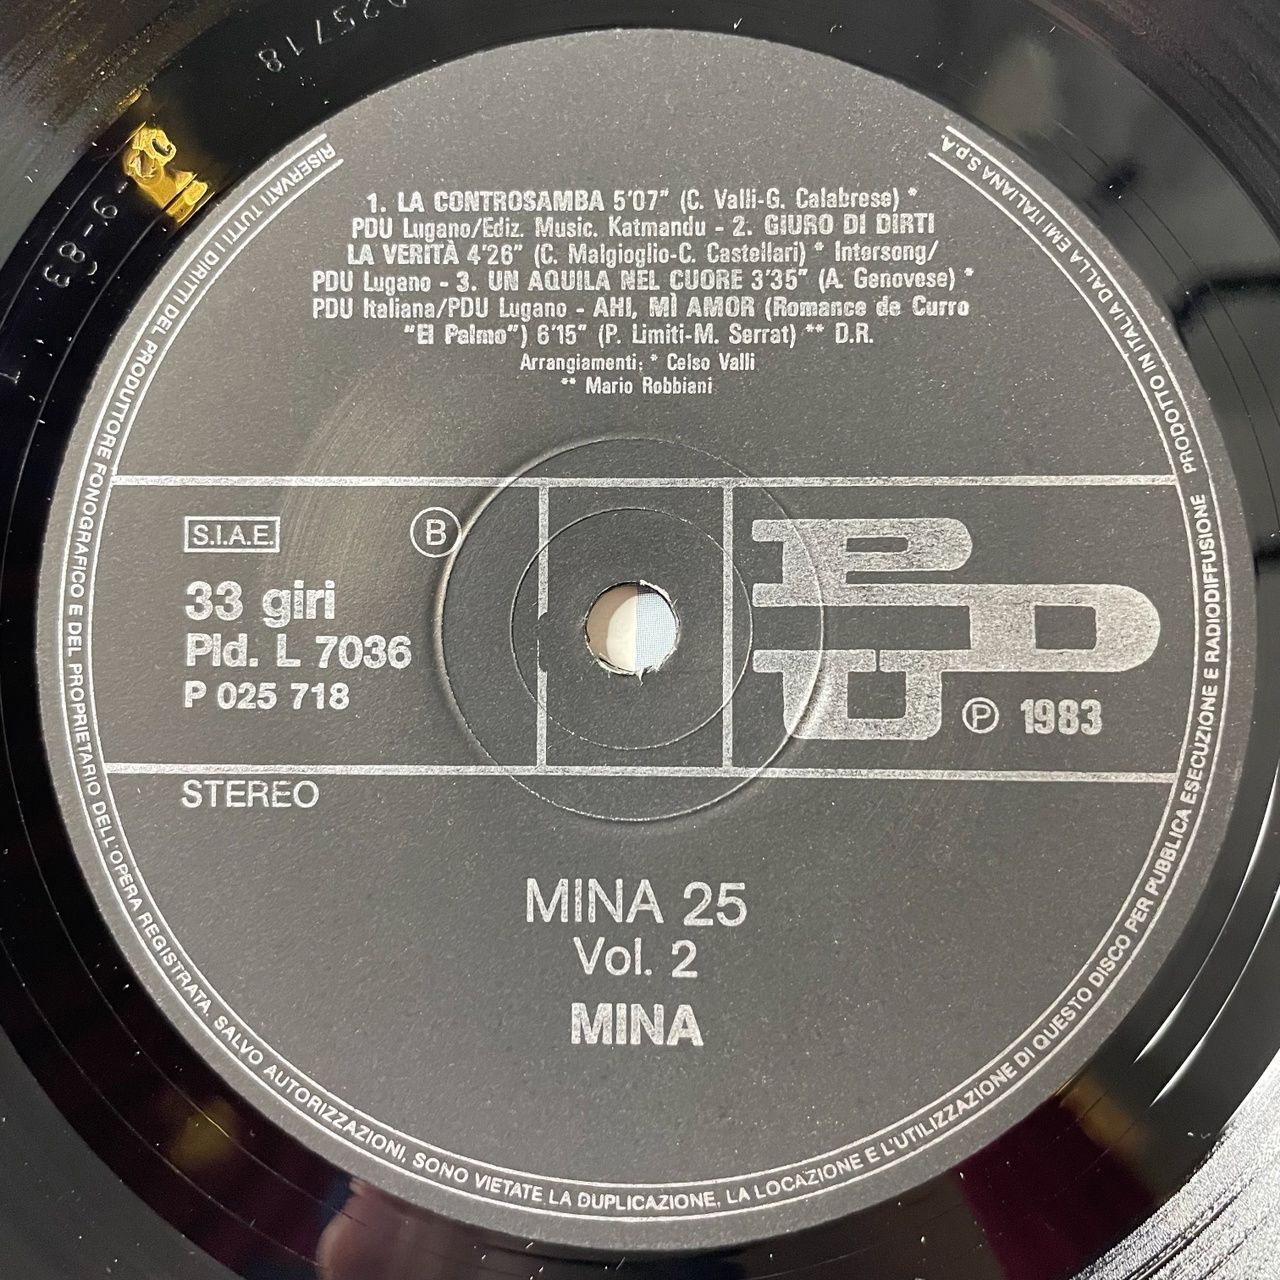 025718
9-83
1. LA CONTROSAMBA 5'07" (C. Valli-G. Calabrese) *
PDU Lugano/Ediz. Music. Katmandu - 2. GIURO DI DIRTI
LA VERITÀ 4'26" (C. Malgioglio-C. Castellari) * Intersong/
PDU Lugano - 3. UN AQUILA NEL CUORE 3'35" (A. Genovese) *
PDU Italiana/PDU Lugano - AHI, MÌ AMOR (Romance de Curro
"El Palmo") 6'15" (P. Limiti-M. Serrat) ** D.R.
Arrangiamenti: * Celso Valli
** Mario Robbiani
S.I.A.E.
B
33 giri
Pld. L 7036
P 025 718
PDU
℗ 1983
STEREO
MINA 25
Vol. 2
MINA
RISERVATI TUTTI I DIRITTI DEL PRODUTTORE FONOGRAFICO E DEL PROPRIETARIO DELL'OPERA REGISTRATA. SALVO AUTORIZZAZIONI, SONO VIETATE LA DUPLICAZIONE, LA LOCAZIONE E L'UTILIZZAZIONE DI QUESTO DISCO PER PUBBLICA ESECUZIONE E RADIODIFFUSIONE
PRODOTTO IN ITALIA DALLA EMI ITALIANA S.p.A.